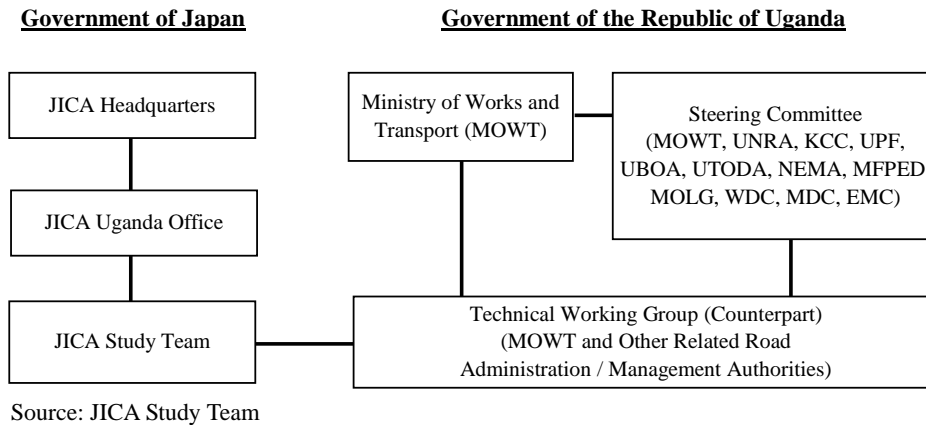 Government of Japan
Government of the Republic of Uganda
JICA Headquarters
JICA Uganda Office
JICA Study Team
Ministry of Works and
Transport (MOWT)
Steering Committee
(MOWT, UNRA, KCC, UPF,
UBOA, UTODA, NEMA, MFPED
MOLG, WDC, MDC, EMC)
Technical Working Group (Counterpart)
(MOWT and Other Related Road
Administration / Management Authorities)
Source: JICA Study Team